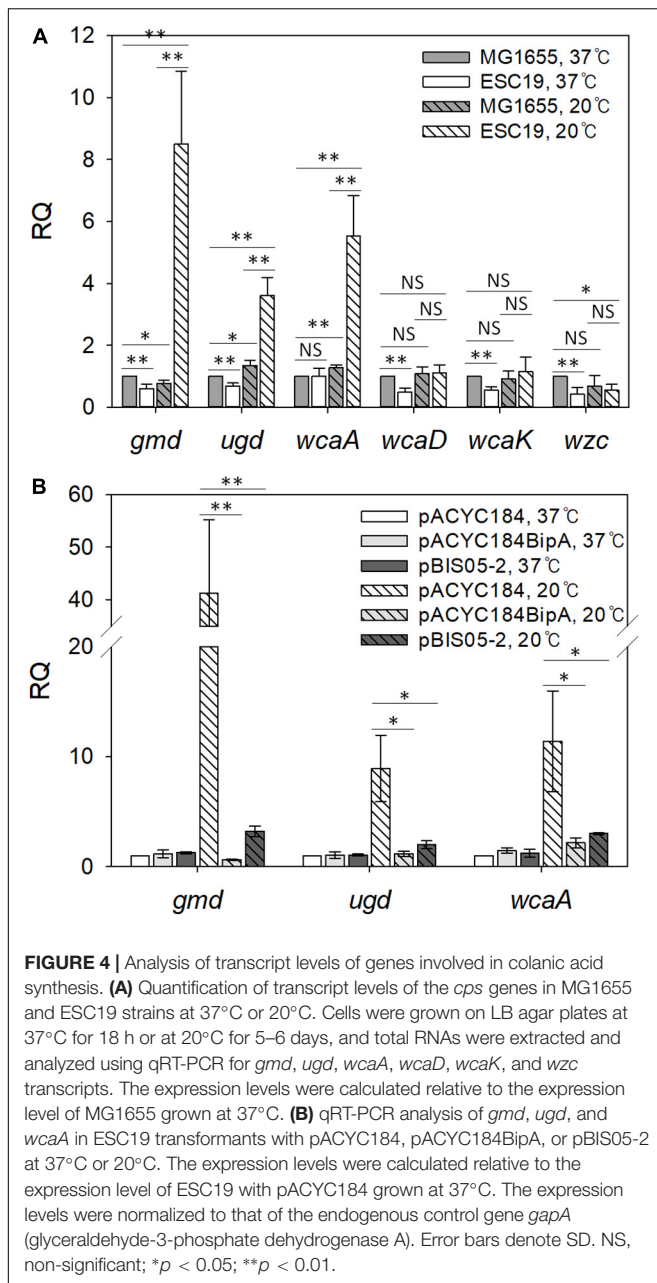 A
12
10
8
6
4
2
0
RQ
MG1655, 37℃
ESC19, 37℃
MG1655, 20℃
ESC19, 20℃
**
**
*
**
**
**
*
**
**
**
**
NS
NS
NS
NS
**
NS
NS
NS
**
*
NS
NS
**
gmd ugd wcaA wcaD wcaK wzc
B
60
50
40
20
10
0
RQ
pACYC184, 37℃
pACYC184BipA, 37℃
pBIS05-2, 37℃
pACYC184, 20℃
pACYC184BipA, 20℃
pBIS05-2, 20℃
**
**
*
*
*
*
gmd ugd wcaA
FIGURE 4 | Analysis of transcript levels of genes involved in colanic acid
synthesis. (A) Quantification of transcript levels of the cps genes in MG1655
and ESC19 strains at 37°C or 20°C. Cells were grown on LB agar plates at
37°C for 18 h or at 20°C for 5–6 days, and total RNAs were extracted and
analyzed using qRT-PCR for gmd, ugd, wcaA, wcaD, wcaK, and wzc
transcripts. The expression levels were calculated relative to the expression
level of MG1655 grown at 37°C. (B) qRT-PCR analysis of gmd, ugd, and
wcaA in ESC19 transformants with pACYC184, pACYC184BipA, or pBIS05-2
at 37°C or 20°C. The expression levels were calculated relative to the
expression level of ESC19 with pACYC184 grown at 37°C. The expression
levels were normalized to that of the endogenous control gene gapA
(glyceraldehyde-3-phosphate dehydrogenase A). Error bars denote SD. NS,
non-significant; *p < 0.05; **p < 0.01.